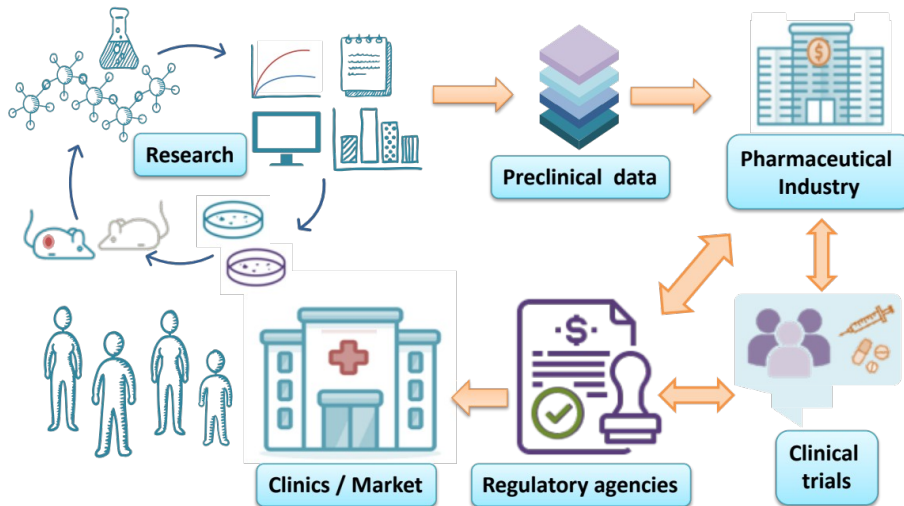 Research
Preclinical data
Pharmaceutical
Industry
$
$
Clinical
trials
Regulatory agencies
Clinics / Market